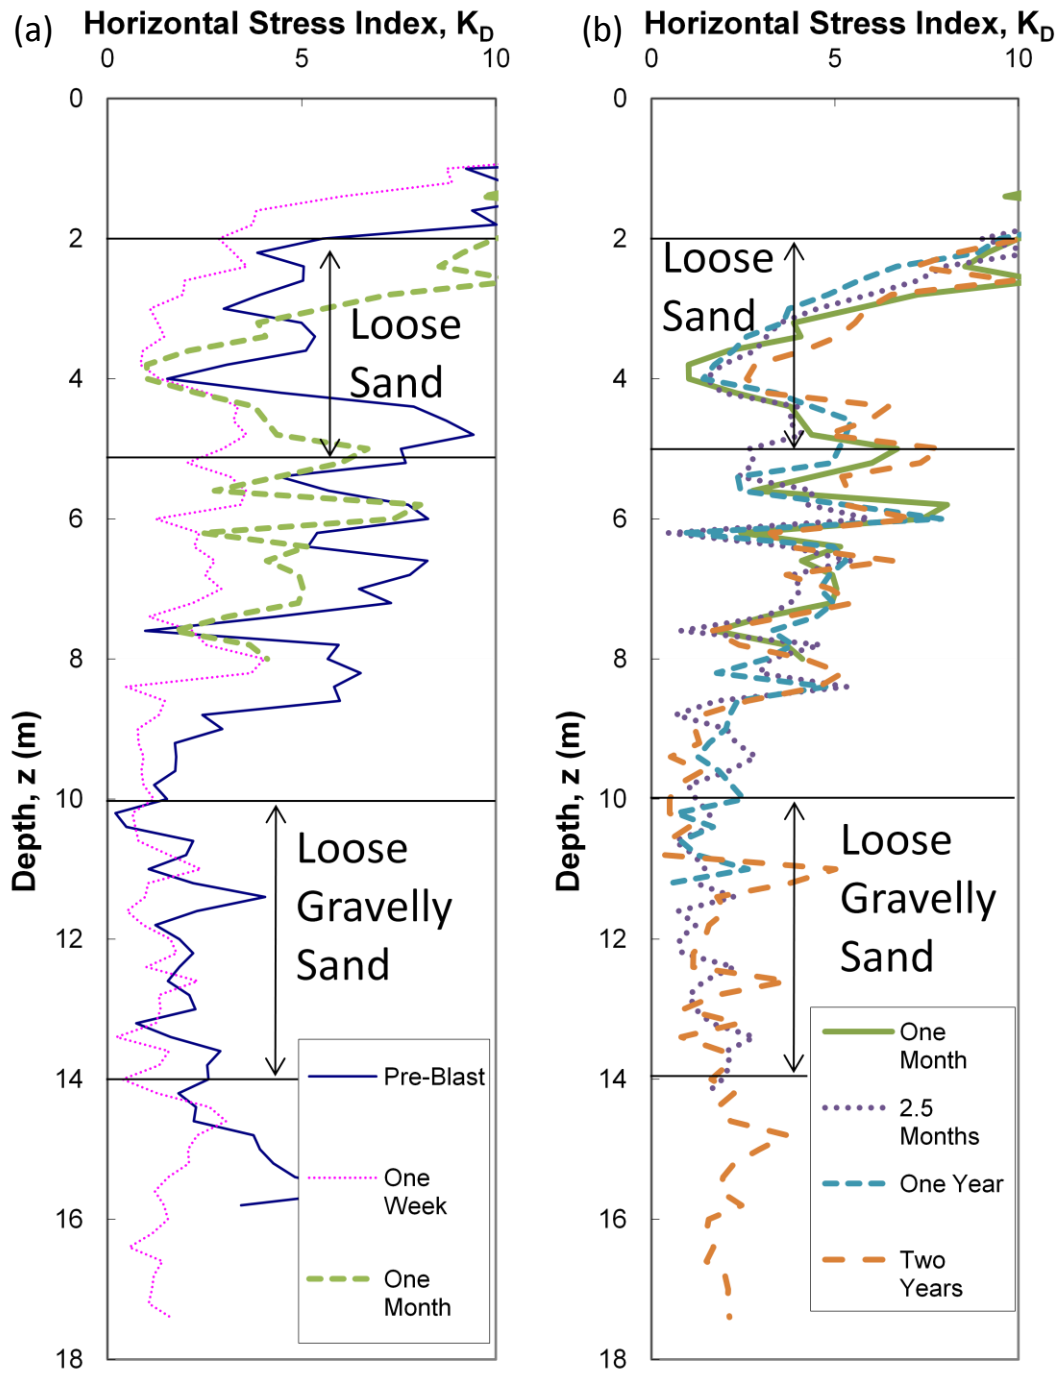 (a) Horizontal Stress Index, KD
0 5 10
0
2
4
6
8
10
12
14
16
18
Depth, z (m)
Loose
Sand
Loose
Gravelly
Sand
Pre-Blast
One
Week
One
Month
(b) Horizontal Stress Index, KD
0 5 10
0
2
4
6
8
10
12
14
16
18
Depth, z (m)
Loose
Sand
Loose
Gravelly
Sand
One
Month
2.5
Months
One Year
Two
Years